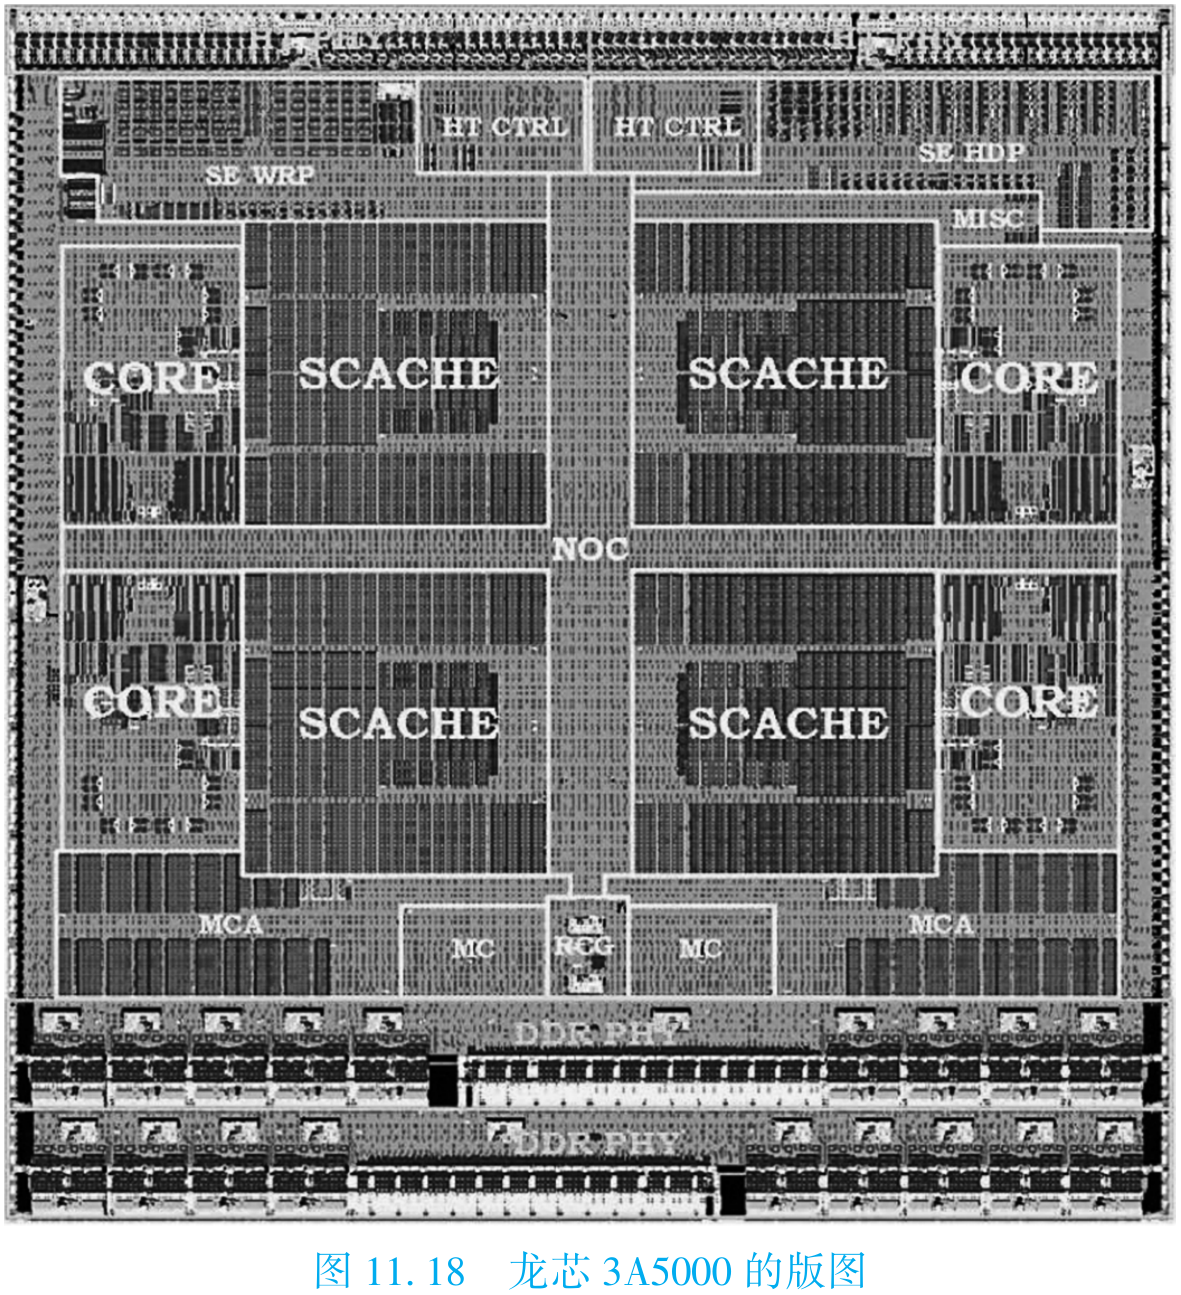 HT PHY
HT PHY
HT CTRL
HT CTRL
SE HDP
SE WRP
MISC
CORE
SCACHE
SCACHE
CORE
NOC
CORE
SCACHE
SCACHE
CORE
MCA
MCA
MC
RCG
MC
DDR PHY
DDR PHY
图 11.18 龙芯 3A5000 的版图